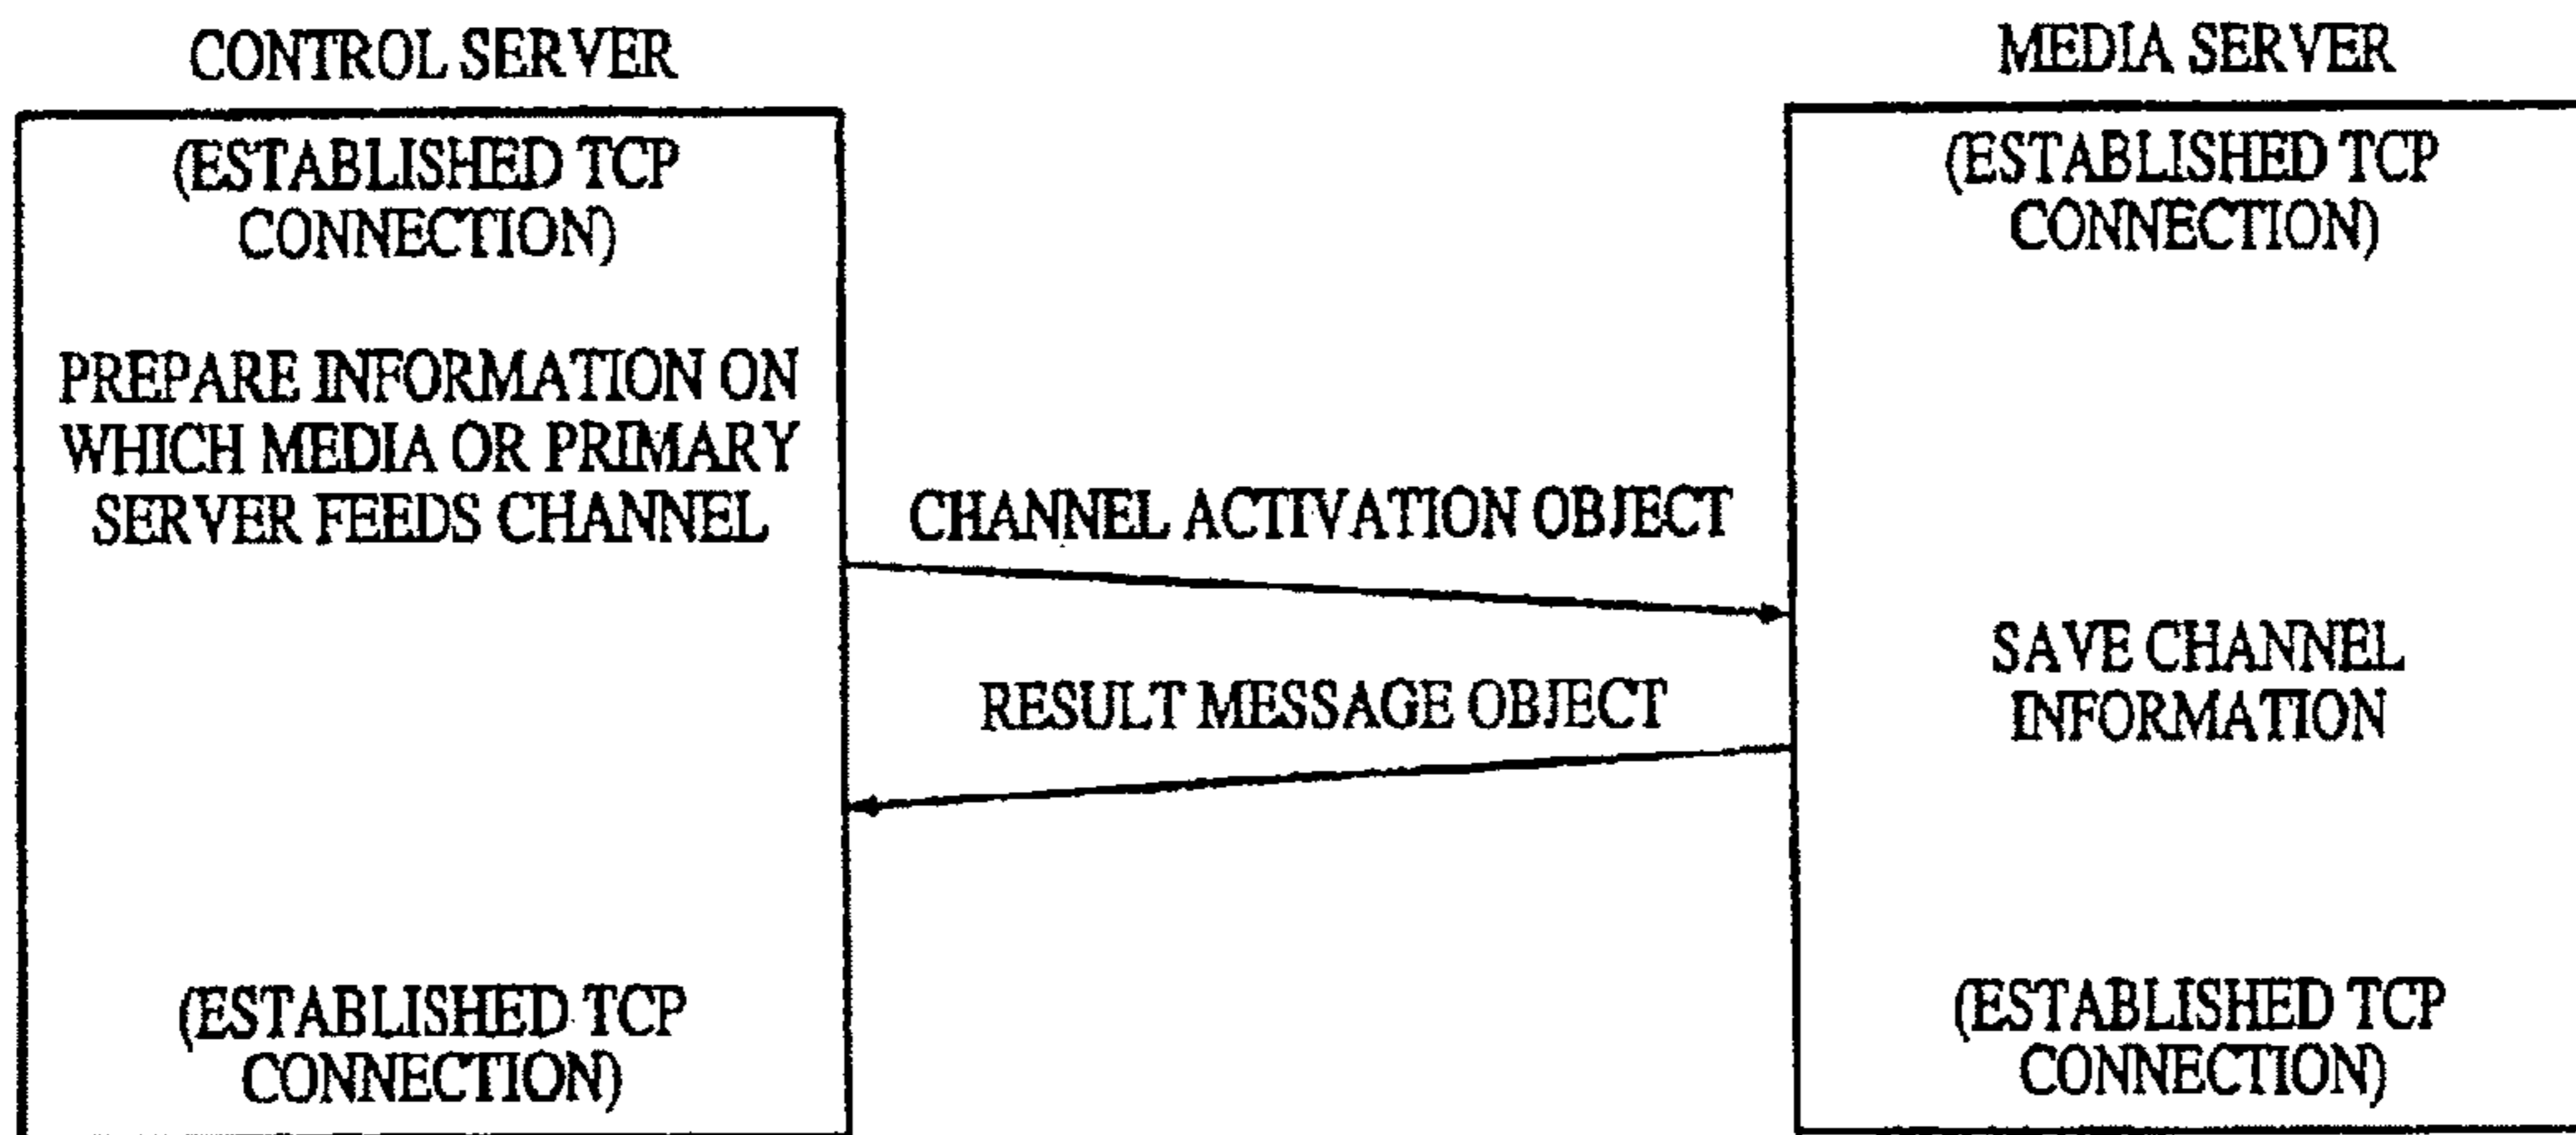 CONTROL SERVER
(ESTABLISHED TCP
CONNECTION)
PREPARE INFORMATION ON
WHICH MEDIA OR PRIMARY
SERVER FEEDS CHANNEL
(ESTABLISHED TCP
CONNECTION)
CHANNEL ACTIVATION OBJECT
RESULT MESSAGE OBJECT
MEDIA SERVER
(ESTABLISHED TCP
CONNECTION)
SAVE CHANNEL
INFORMATION
(ESTABLISHED TCP
CONNECTION)